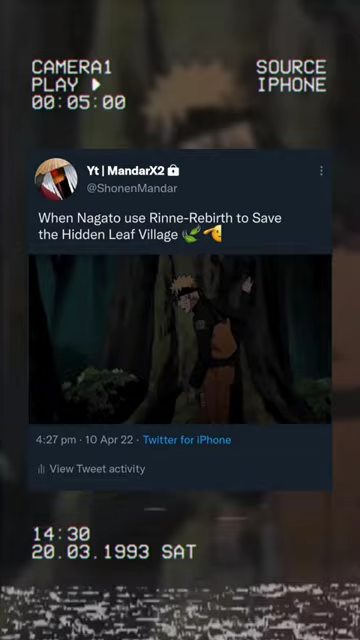 CAMERA1
PLAY
00:05:00
SOURCE
IPHONE
Yt | MandarX2
@ShonenMandar
When Nagato use Rinne-Rebirth to Save
the Hidden Leaf Village 🌿🫡
4:27 pm · 10 Apr 22 · Twitter for iPhone
View Tweet activity
14:30
20.03.1993 SAT